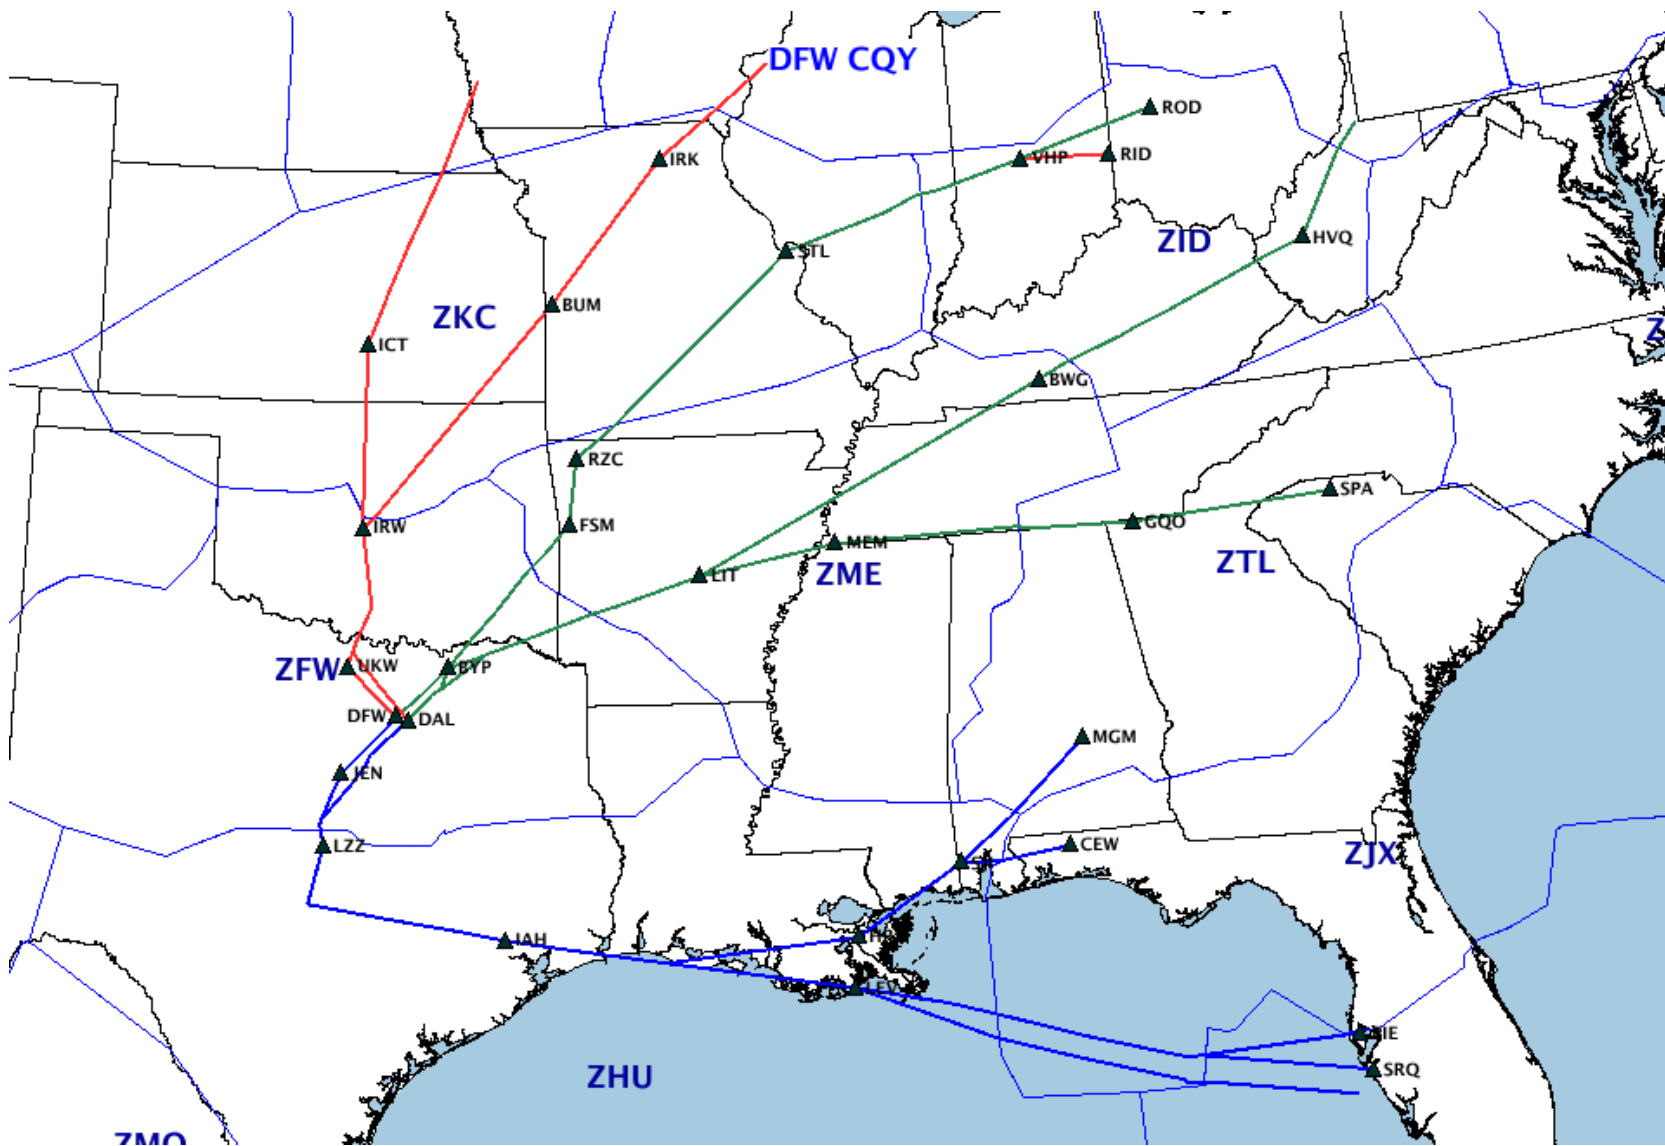 DFW CQY
ROD
IRK
VHP
RID
STL
ZID
HVQ
BUM
ZKC
ICT
BWG
RZC
SPA
IRW
FSM
GQO
MEM
LIT
ZME
ZTL
ZFW
UKW
BYP
DFW
DAL
MGM
JEN
LZZ
CEW
ZJX
IAH
LEV
PIE
SRQ
ZHU